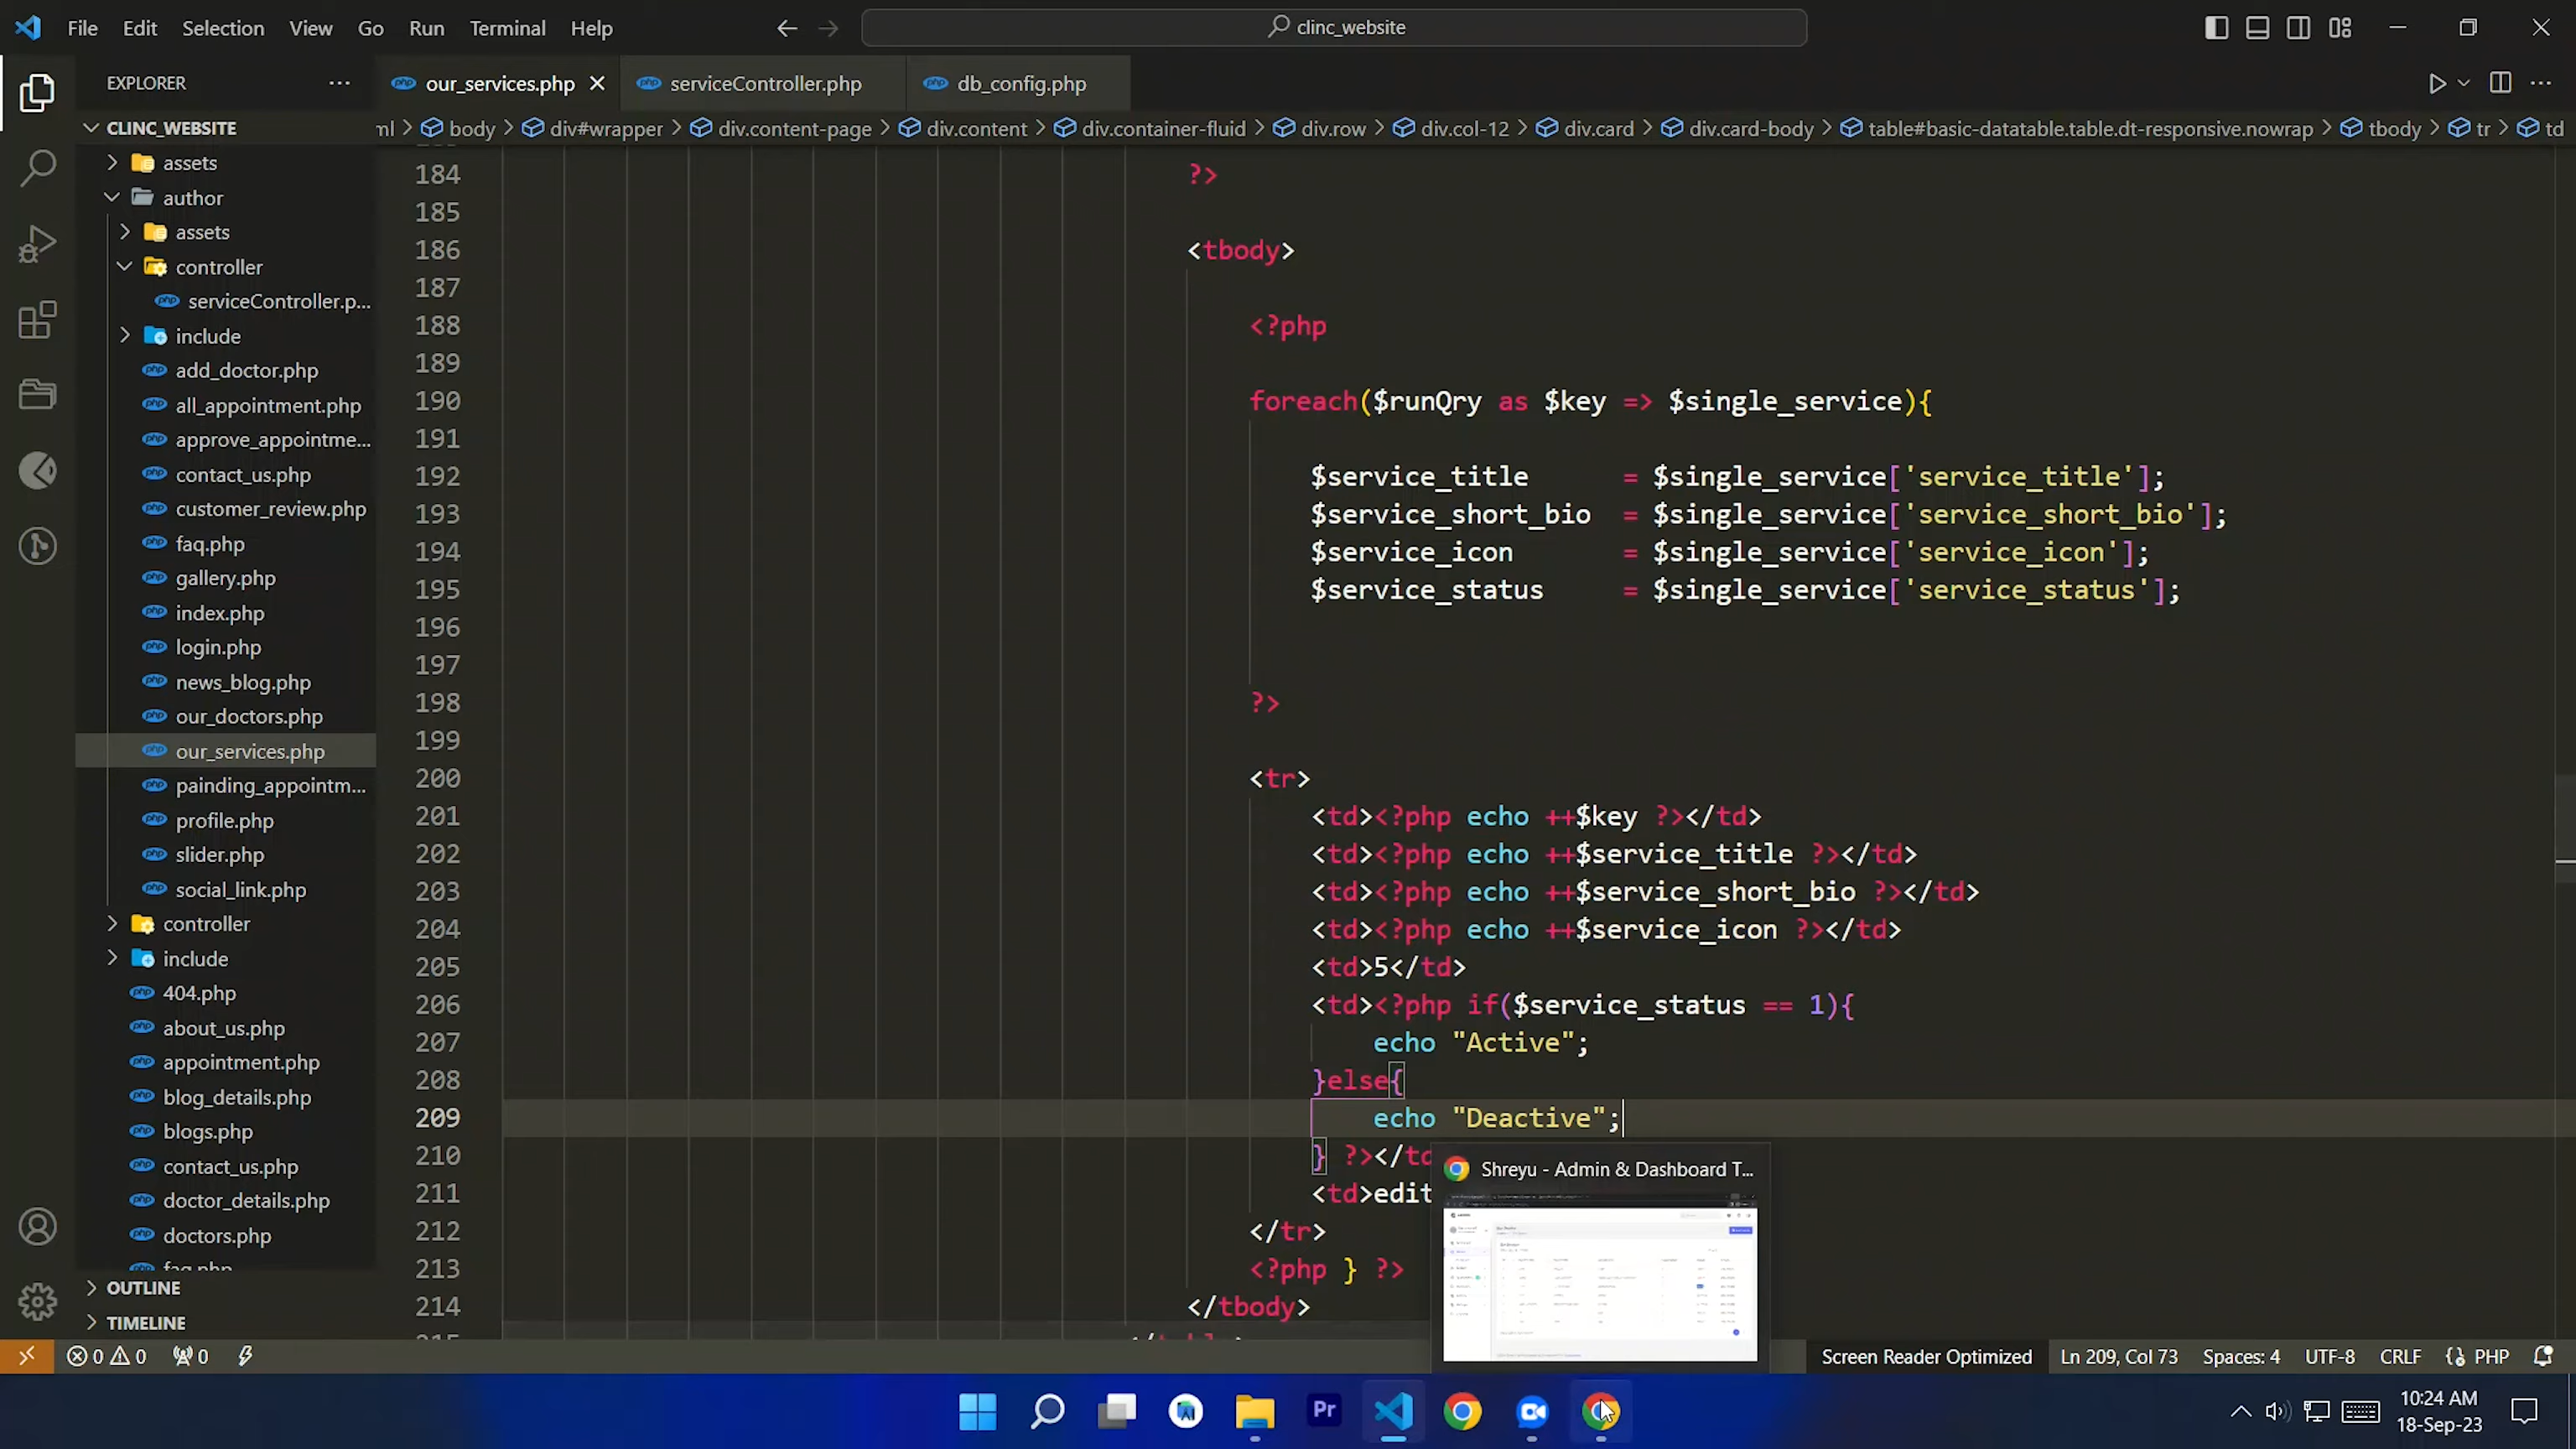 File Edit Selection View Go Run Terminal Help
clinc_website
EXPLORER
our_services.php
serviceController.php
db_config.php
CLINC_WEBSITE
ml > body > div#wrapper > div.content-page > div.content > div.container-fluid > div.row > div.col-12 > div.card > div.card-body > table#basic-datatable.table.dt-responsive.nowrap > tbody > tr > td
assets
author
assets
controller
serviceController.p...
include
add_doctor.php
all_appointment.php
approve_appointme...
contact_us.php
customer_review.php
faq.php
gallery.php
index.php
login.php
news_blog.php
our_doctors.php
our_services.php
painding_appointm...
profile.php
slider.php
social_link.php
controller
include
404.php
about_us.php
appointment.php
blog_details.php
blogs.php
contact_us.php
doctor_details.php
doctors.php
faq.php
OUTLINE
TIMELINE
184 ?>
185
186 <tbody>
187
188 <?php
189
190 foreach($runQry as $key => $single_service){
191
192 $service_title = $single_service['service_title'];
193 $service_short_bio = $single_service['service_short_bio'];
194 $service_icon = $single_service['service_icon'];
195 $service_status = $single_service['service_status'];
196
197
198 ?>
199
200 <tr>
201 <td><?php echo ++$key ?></td>
202 <td><?php echo ++$service_title ?></td>
203 <td><?php echo ++$service_short_bio ?></td>
204 <td><?php echo ++$service_icon ?></td>
205 <td>5</td>
206 <td><?php if($service_status == 1){
207 echo "Active";
208 }else{
209 echo "Deactive";
210 } ?></td
211 <td>edit
212 </tr>
213 <?php } ?>
214 </tbody>
215
Shreyu - Admin & Dashboard T...
0 0 0
Screen Reader Optimized
Ln 209, Col 73
Spaces: 4
UTF-8
CRLF
PHP
Pr
10:24 AM
18-Sep-23